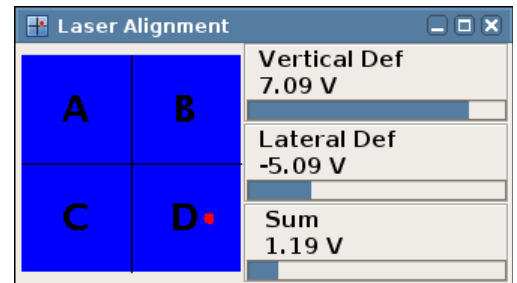 Laser Alignment
A B
C D
Vertical Def
7.09 V
Lateral Def
-5.09 V
Sum
1.19 V